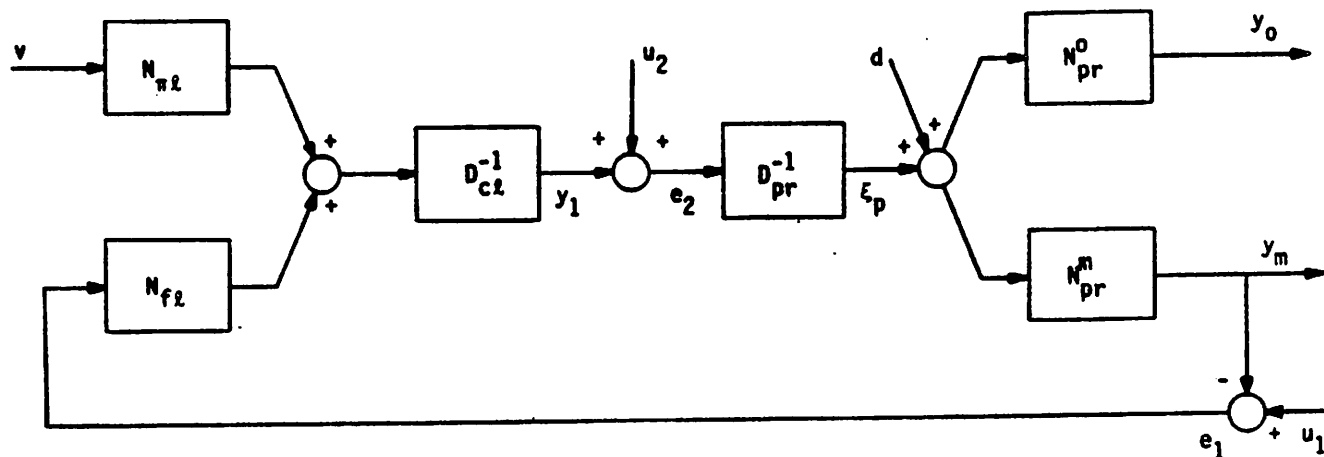 v
N_πℓ
+
+
N_fℓ
D_cℓ^-1
y_1
u_2
+
+
e_2
D_pr^-1
ξ_p
d
+
+
N_pr^o
y_o
N_pr^m
y_m
-
+
e_1
u_1